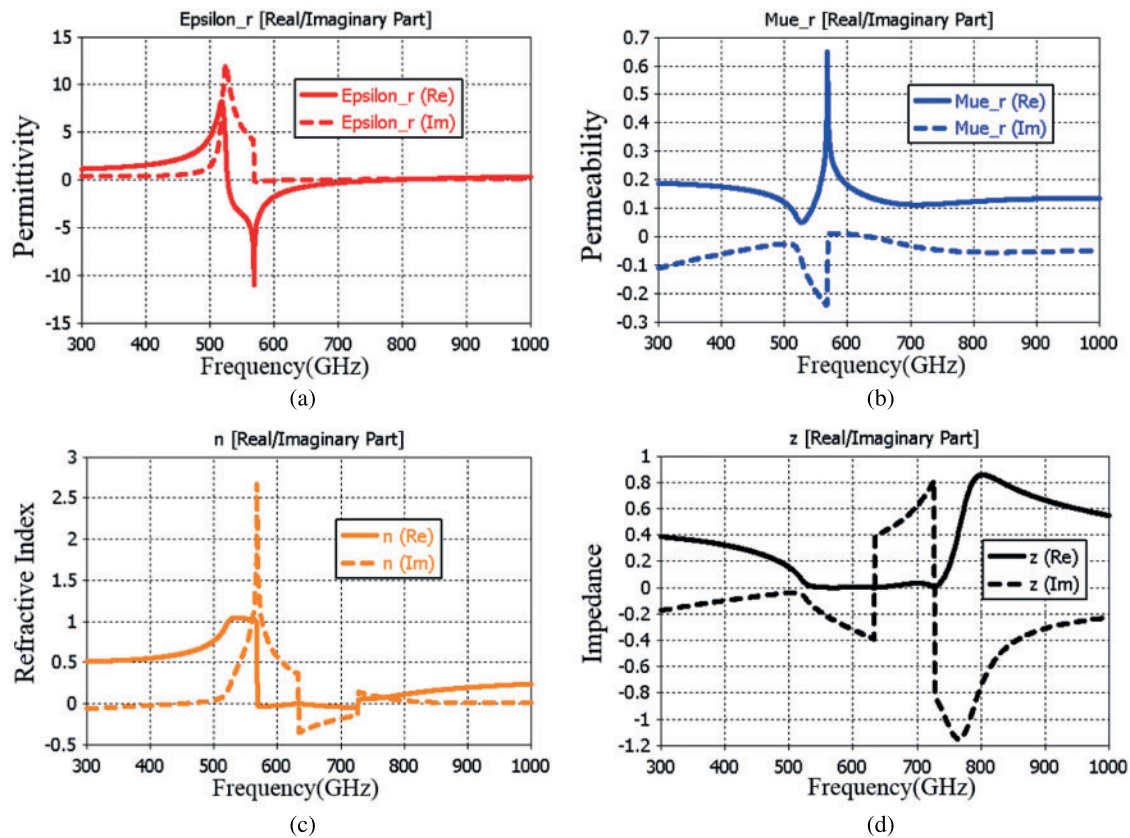 Epsilon_r [Real/Imaginary Part]
15
10
5
0
-5
-10
-15
Permittivity
Epsilon_r (Re)
Epsilon_r (Im)
300 400 500 600 700 800 900 1000
Frequency(GHz)
(a)
Mue_r [Real/Imaginary Part]
0.7
0.6
0.5
0.4
0.3
0.2
0.1
0
-0.1
-0.2
-0.3
Permeability
Mue_r (Re)
Mue_r (Im)
300 400 500 600 700 800 900 1000
Frequency(GHz)
(b)
n [Real/Imaginary Part]
3
2.5
2
1.5
1
0.5
0
-0.5
Refractive Index
n (Re)
n (Im)
300 400 500 600 700 800 900 1000
Frequency(GHz)
(c)
z [Real/Imaginary Part]
1
0.8
0.6
0.4
0.2
0
-0.2
-0.4
-0.6
-0.8
-1
-1.2
Impedance
z (Re)
z (Im)
300 400 500 600 700 800 900 1000
Frequency(GHz)
(d)